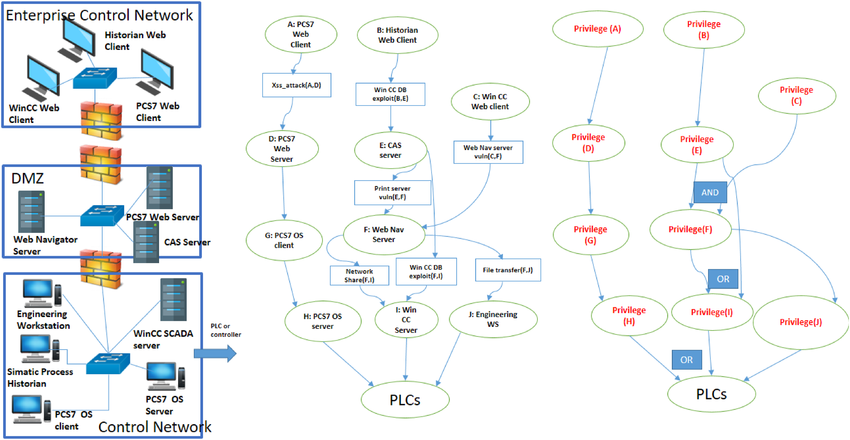 Enterprise Control Network
Historian Web
Client
WinCC Web
Client
PCS7 Web
Client
DMZ
PCS7 Web Server
Web Navigator
Server
CAS Server
Engineering
Workstation
WinCC SCADA
server
Simatic Process
Historian
PCS7 OS
Server
PCS7 OS
client
Control Network
PLC or
controller
A: PCS7
Web
Client
B: Historian
Web Client
Xss_attack(A,D)
Win CC DB
exploit(B.E)
C: Win CC
Web client
D: PCS7
Web
Server
E: CAS
server
Web Nav server
vuln(C,F)
Print server
vuln(E,f)
G: PCS7 OS
client
F: Web Nav
Server
Network
Share(F,I)
Win CC DB
exploit(F,i)
File transfer(F,I)
H: PCS7 OS
server
I: Win
CC
Server
J: Engineering
WS
PLCs
Privilege (A)
Privilege
(B)
Privilege
(C)
Privilege
(D)
Privilege
(E)
AND
Privilege
(G)
Privilege(F)
OR
Privilege
(H)
Privilege(I)
Privilege(J)
OR
PLCs